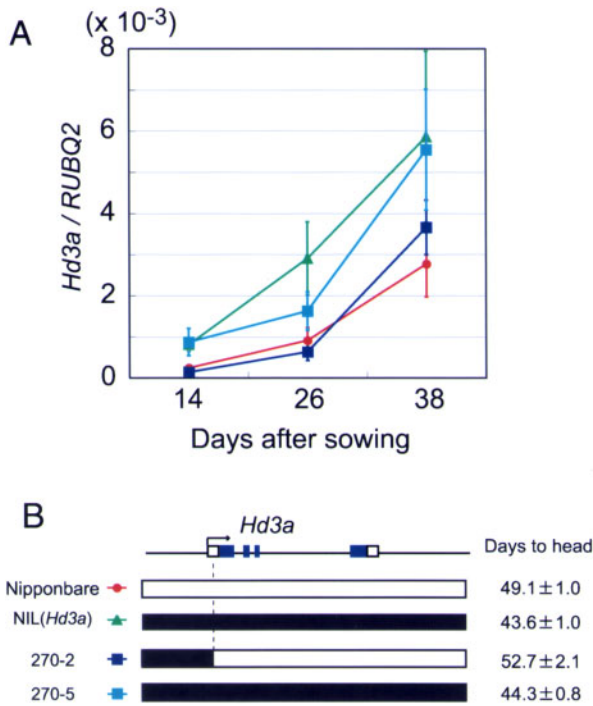 A
(x 10⁻³)
8
6
4
2
0
Hd3a / RUBQ2
14 26 38
Days after sowing
B
Hd3a
Days to head
Nipponbare 49.1±1.0
NIL(Hd3a) 43.6±1.0
270-2 52.7±2.1
270-5 44.3±0.8